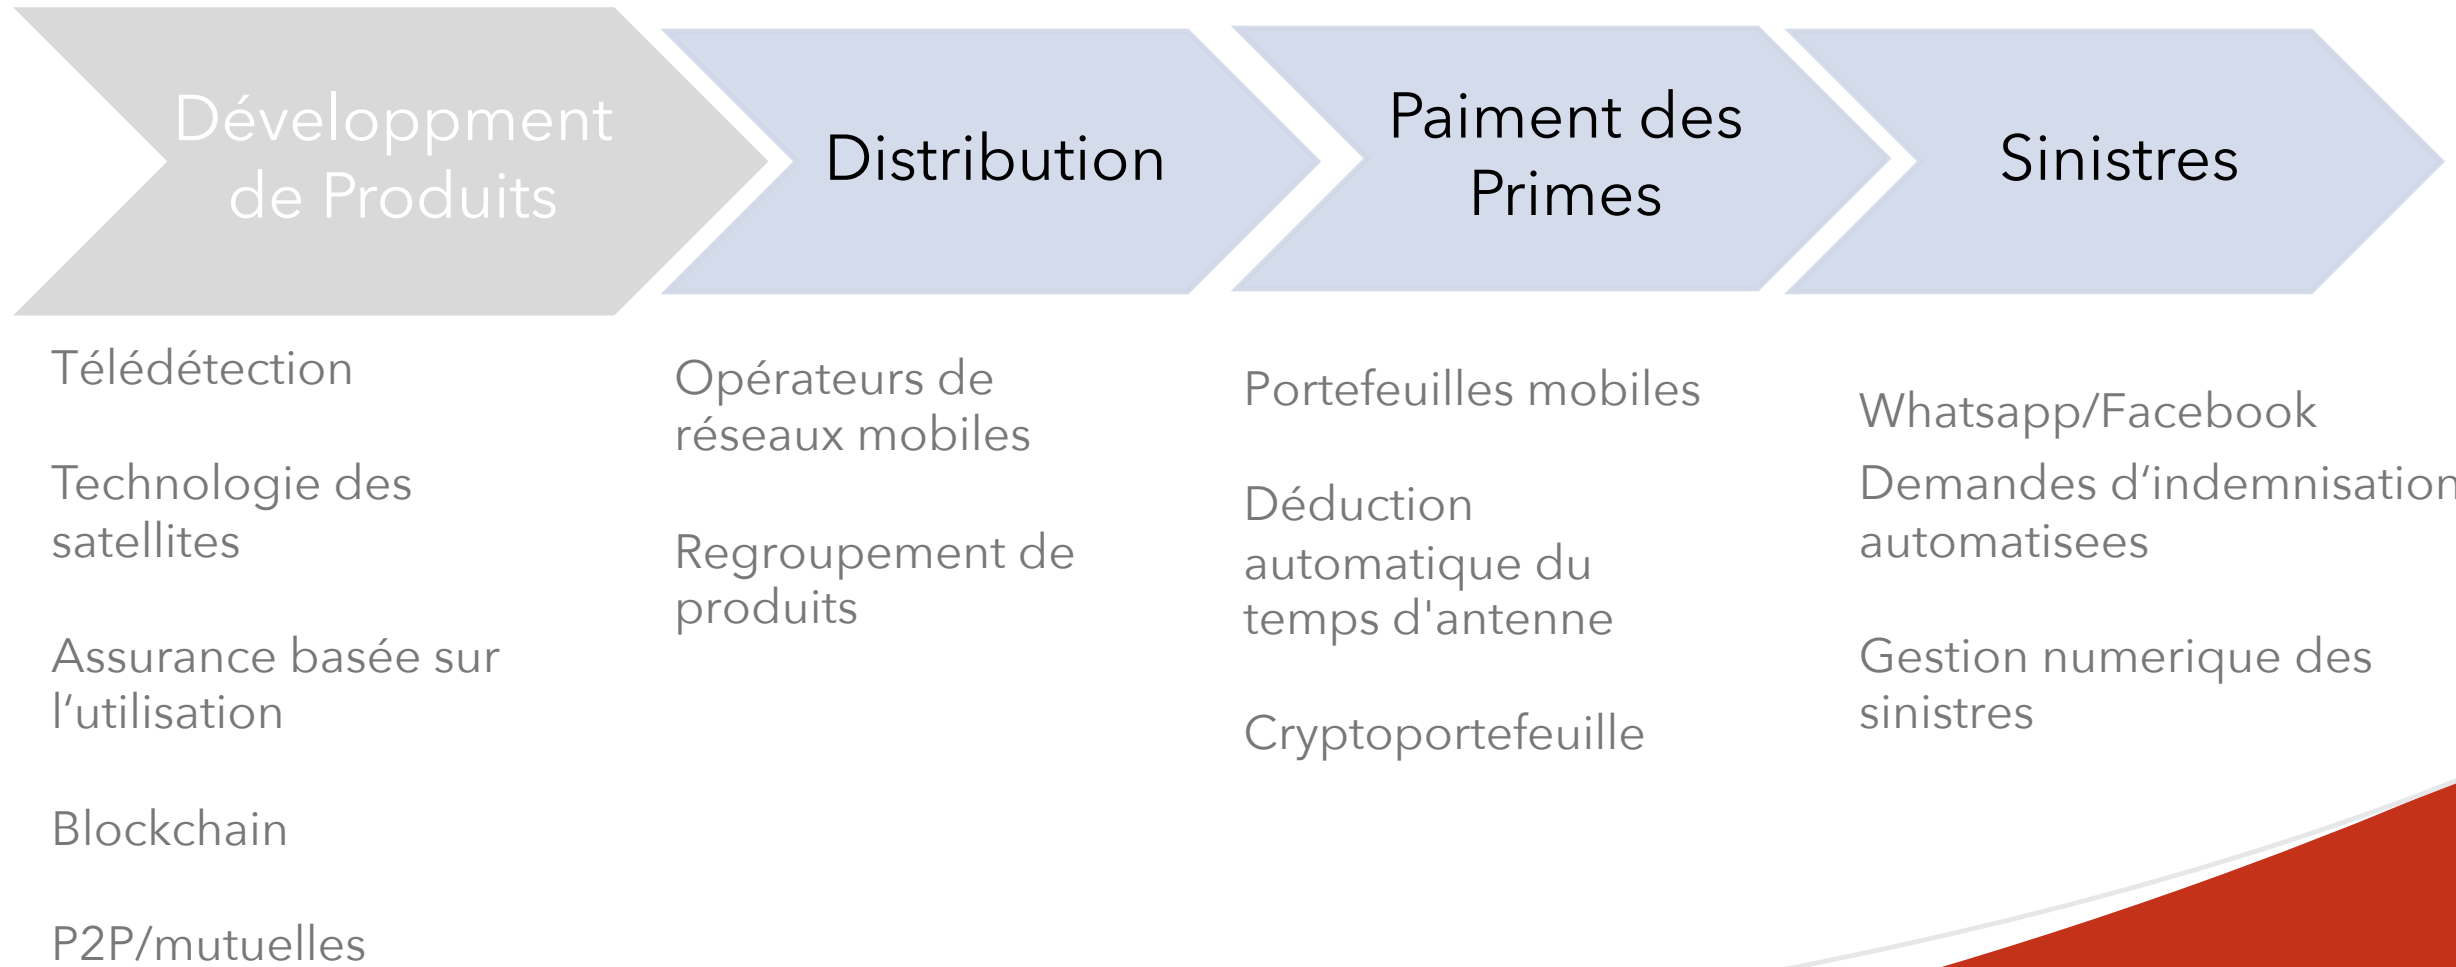 Développment
de Produits
Distribution
Paiment des
Primes
Sinistres
Télédétection
Technologie des
satellites
Assurance basée sur
l‘utilisation
Blockchain
P2P/mutuelles
Opérateurs de
réseaux mobiles
Regroupement de
produits
Portefeuilles mobiles
Déduction
automatique du
temps d'antenne
Cryptoportefeuille
Whatsapp/Facebook
Demandes d‘indemnisation
automatisees
Gestion numerique des
sinistres